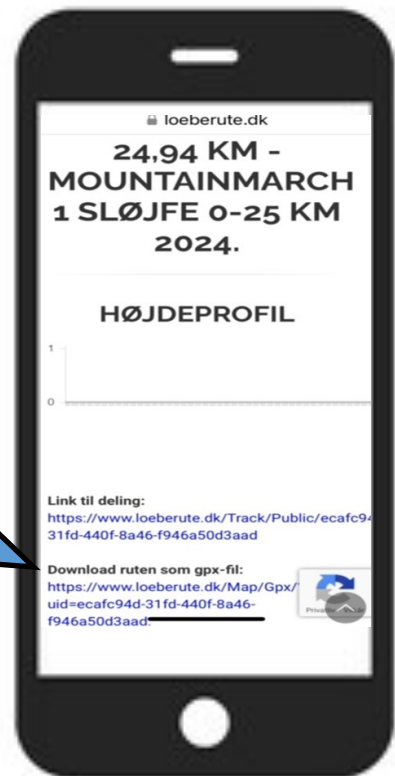 loeberute.dk
24,94 KM -
MOUNTAINMARCH
1 SLØJFE 0-25 KM
2024.
HØJDEPROFIL
1
0
Link til deling:
https://www.loeberute.dk/Track/Public/ecafc94
31fd-440f-8a46-f946a50d3aad
Download ruten som gpx-fil:
https://www.loeberute.dk/Map/Gpx/
uid=ecafc94d-31fd-440f-8a46-
f946a50d3aad.